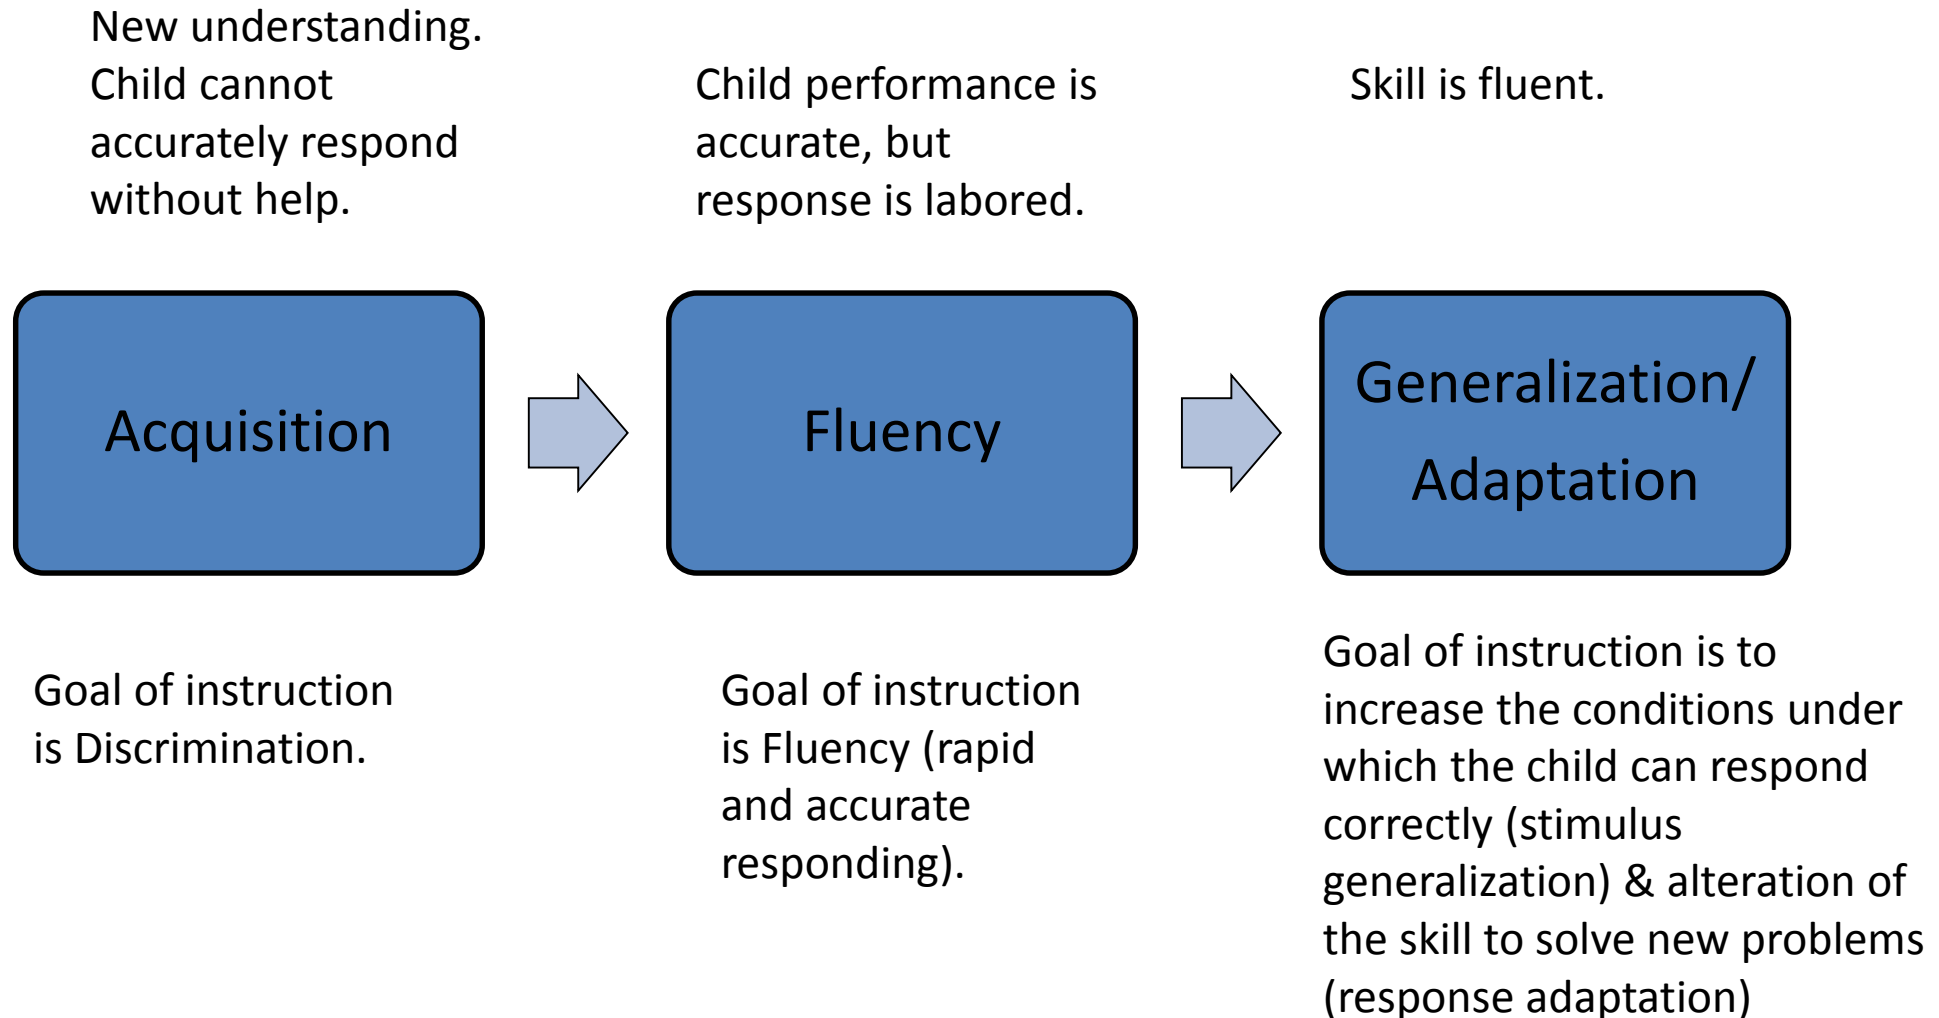 New understanding.
Child cannot
accurately respond
without help.
Child performance is
accurate, but
response is labored.
Skill is fluent.
Acquisition
Fluency
Generalization/
Adaptation
Goal of instruction
is Discrimination.
Goal of instruction
is Fluency (rapid
and accurate
responding).
Goal of instruction is to
increase the conditions under
which the child can respond
correctly (stimulus
generalization) & alteration of
the skill to solve new problems
(response adaptation)